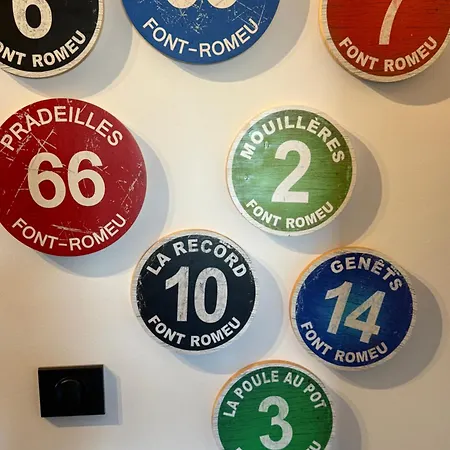 6
FONT ROMEU
FONT-ROMEU
7
FONT ROMEU
PRADEILLES
66
FONT-ROMEU
MOUILLÈRES
2
FONT ROMEU
LA RECORD
10
FONT ROMEU
GENÊTS
14
FONT ROMEU
LA POULE AU POT
3